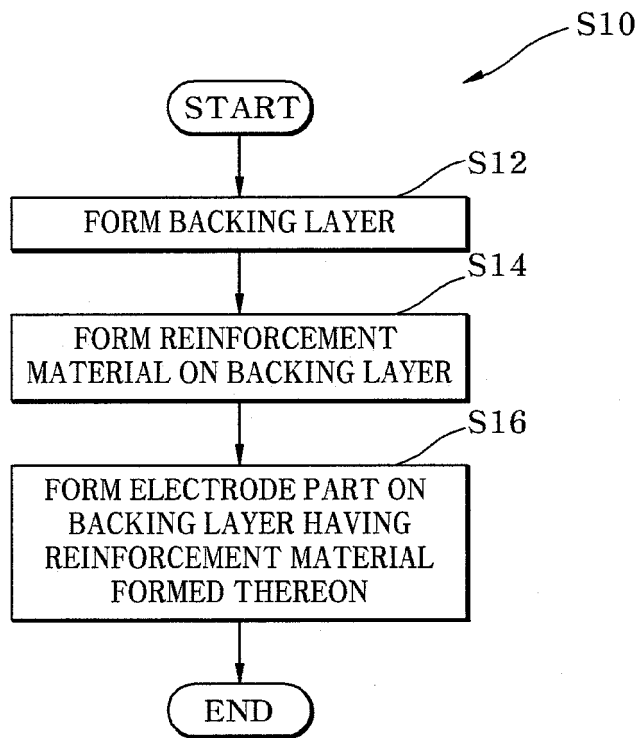 S10
START
S12
FORM BACKING LAYER
S14
FORM REINFORCEMENT
MATERIAL ON BACKING LAYER
S16
FORM ELECTRODE PART ON
BACKING LAYER HAVING
REINFORCEMENT MATERIAL
FORMED THEREON
END